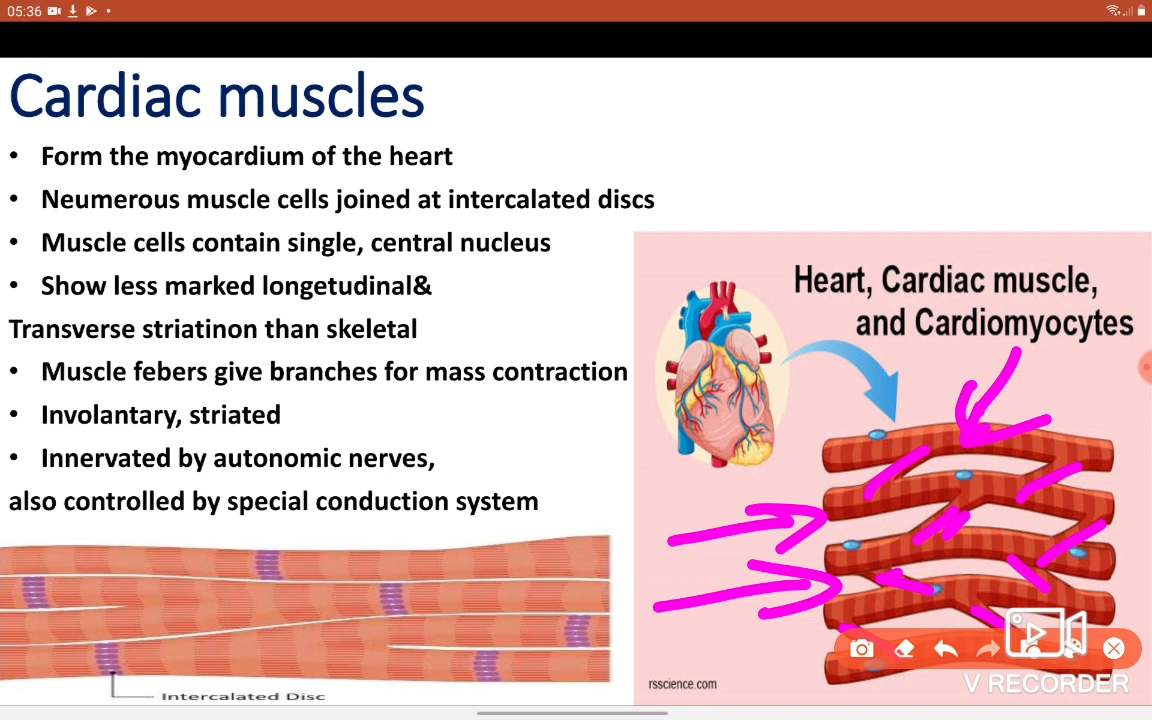 05:36
Cardiac muscles
• Form the myocardium of the heart
• Neumerous muscle cells joined at intercalated discs
• Muscle cells contain single, central nucleus
• Show less marked longetudinal&
Transverse striatinon than skeletal
• Muscle febers give branches for mass contraction
• Involantary, striated
• Innervated by autonomic nerves,
also controlled by special conduction system
Heart, Cardiac muscle,
and Cardiomyocytes
Intercalated Disc
rsscience.com
V RECORDER